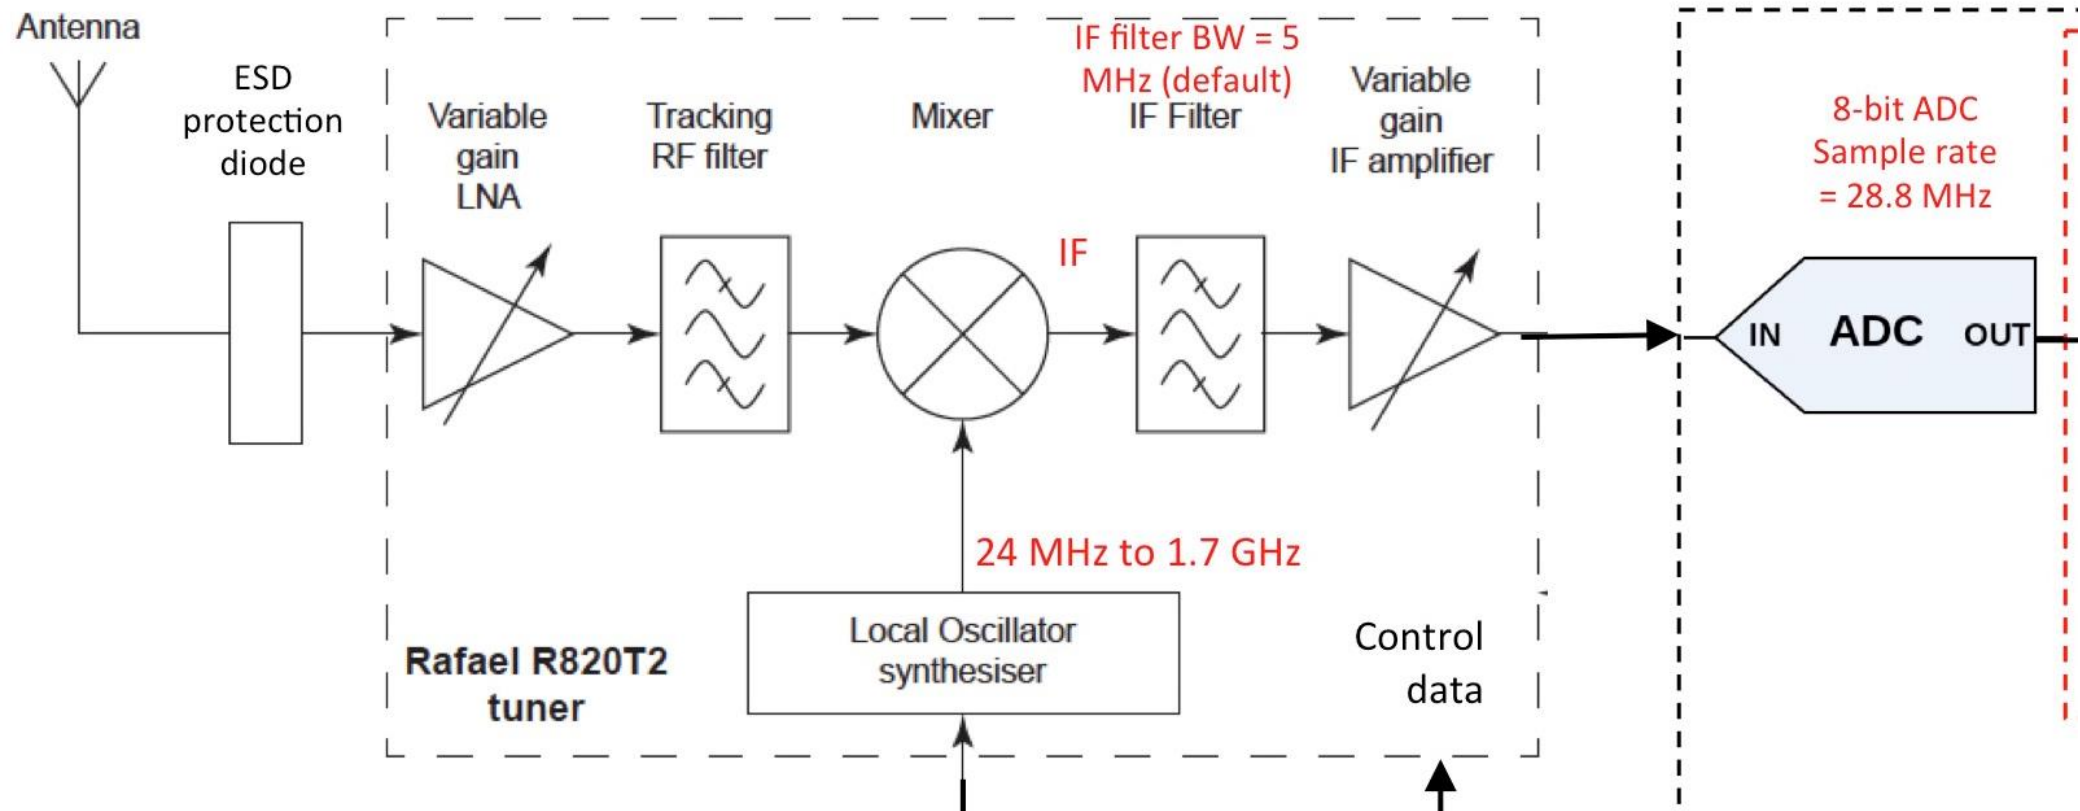 Antenna
ESD
protection
diode
Variable
gain
LNA
Tracking
RF filter
Mixer
IF filter BW = 5
MHz (default)
IF Filter
Variable
gain
IF amplifier
8-bit ADC
Sample rate
= 28.8 MHz
IF
IN ADC OUT
24 MHz to 1.7 GHz
Local Oscillator
synthesiser
Rafael R820T2
tuner
Control
data